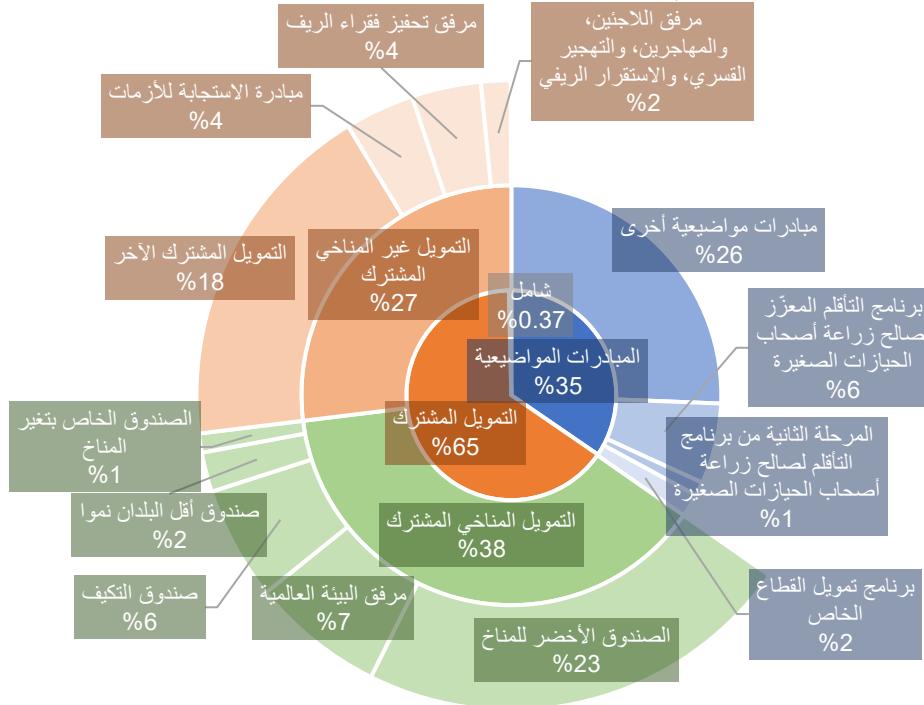 مرفق تحفيز فقراء الريف
%4
مرفق اللاجئين،
والمهاجرين، والتهجير
القسري، والاستقرار الريفي
%2
مبادرة الاستجابة للأزمات
%4
مبادرات مواضيعية أخرى
%26
التمويل المشترك الآخر
%18
التمويل غير المناخي
المشترك
%27
شامل
%0.37
برنامج التأقلم المعزّز
صالح زراعة أصحاب
الحيازات الصغيرة
%6
المبادرات المواضيعية
%35
التمويل المشترك
%65
الصندوق الخاص بتغير
المناخ
%1
المرحلة الثانية من برنامج
التأقلم لصالح زراعة
أصحاب الحيازات الصغيرة
%1
صندوق أقل البلدان نموا
%2
التمويل المناخي المشترك
%38
صندوق التكيف
%6
مرفق البيئة العالمية
%7
الصندوق الأخضر للمناخ
%23
برنامج تمويل القطاع
الخاص
%2